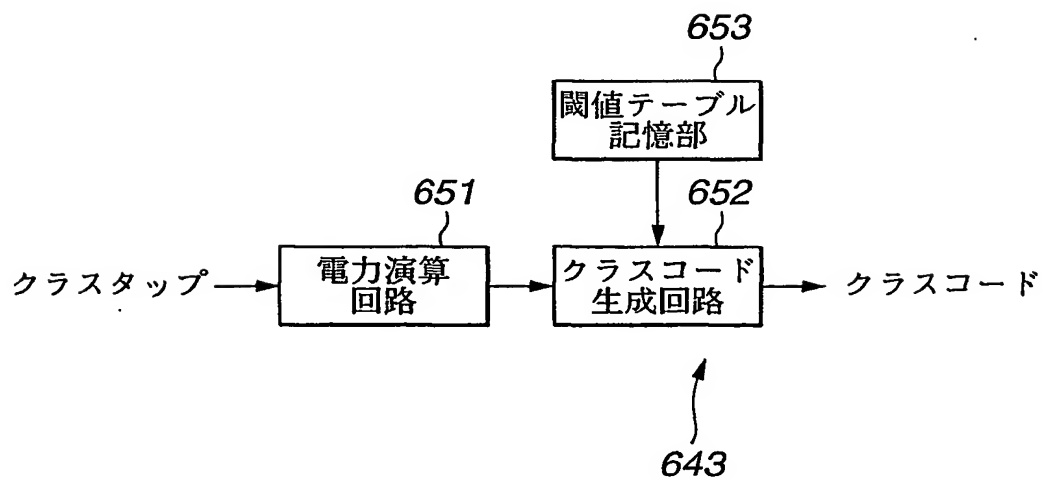 653
閾値テーブル
記憶部
651
652
クラスタップ
電力演算
回路
クラスコード
生成回路
クラスコード
643